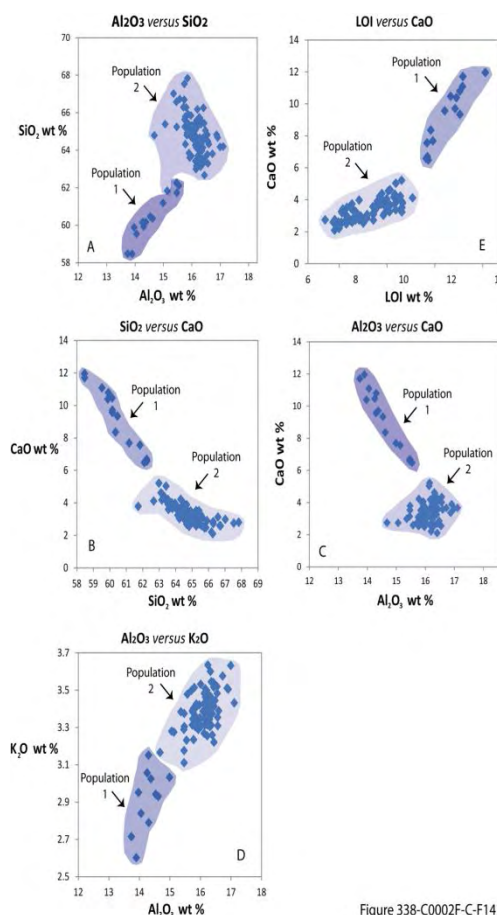 Al₂O₃ versus SiO₂
SiO₂ wt %
70
68
66
64
62
60
58
Population
2
Population
1
A
12 13 14 15 16 17 18
Al₂O₃ wt %
LOI versus CaO
CaO wt %
14
12
10
8
6
4
2
0
Population
1
Population
2
E
6 8 10 12 1
LOI wt %
SiO₂ versus CaO
CaO wt %
14
12
10
8
6
4
2
0
Population
1
Population
2
B
58 59 60 61 62 63 64 65 66 67 68 69
SiO₂ wt %
Al₂O₃ versus CaO
CaO wt %
14
12
10
8
6
4
2
0
Population
1
Population
2
C
12 13 14 15 16 17 18
Al₂O₃ wt %
Al₂O₃ versus K₂O
K₂O wt %
3.7
3.5
3.3
3.1
2.9
2.7
2.5
Population
2
Population
1
D
12 13 14 15 16 17 18
Al₂O₃ wt %
Figure 338-C0002F-C-F14